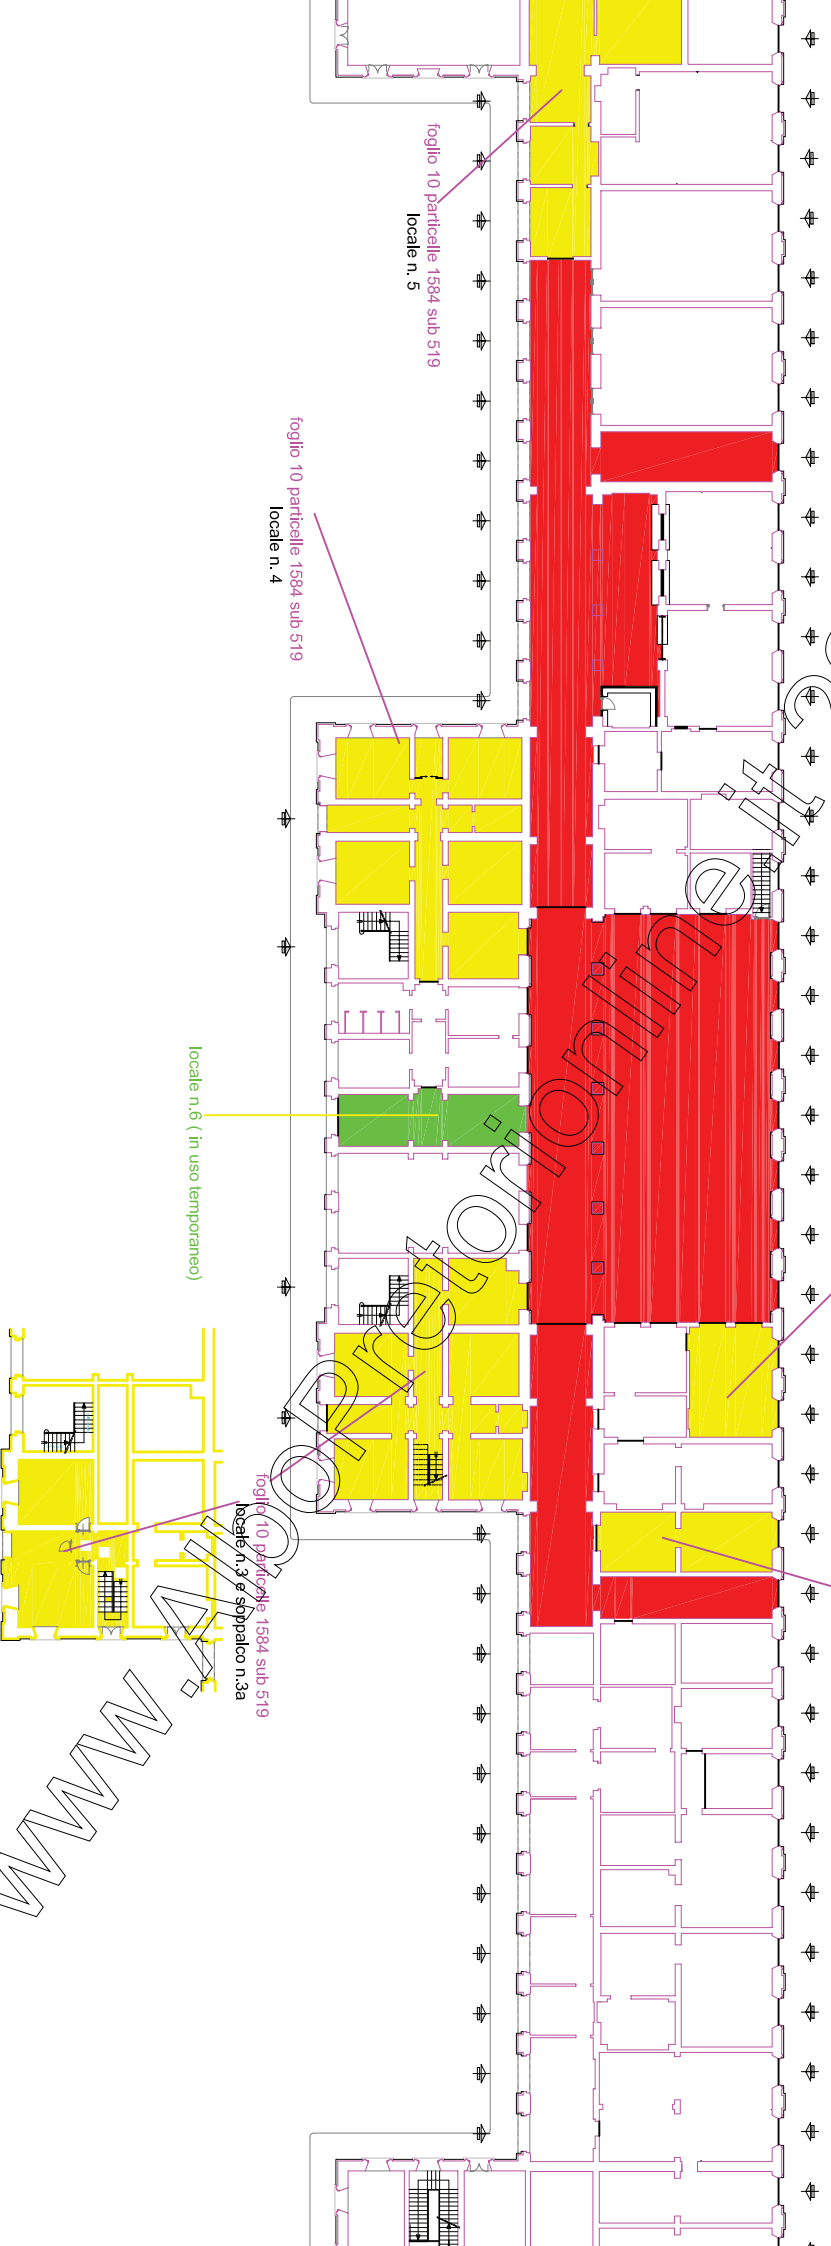 foglio 10 particelle 1584 sub 519
locale n. 5
foglio 10 particelle 1584 sub 519
locale n. 4
locale n.6 ( in uso temporaneo)
foglio 10 particelle 1584 sub 519
locale n.3 e soppalco n.3a
www.AlboPretorionline.it